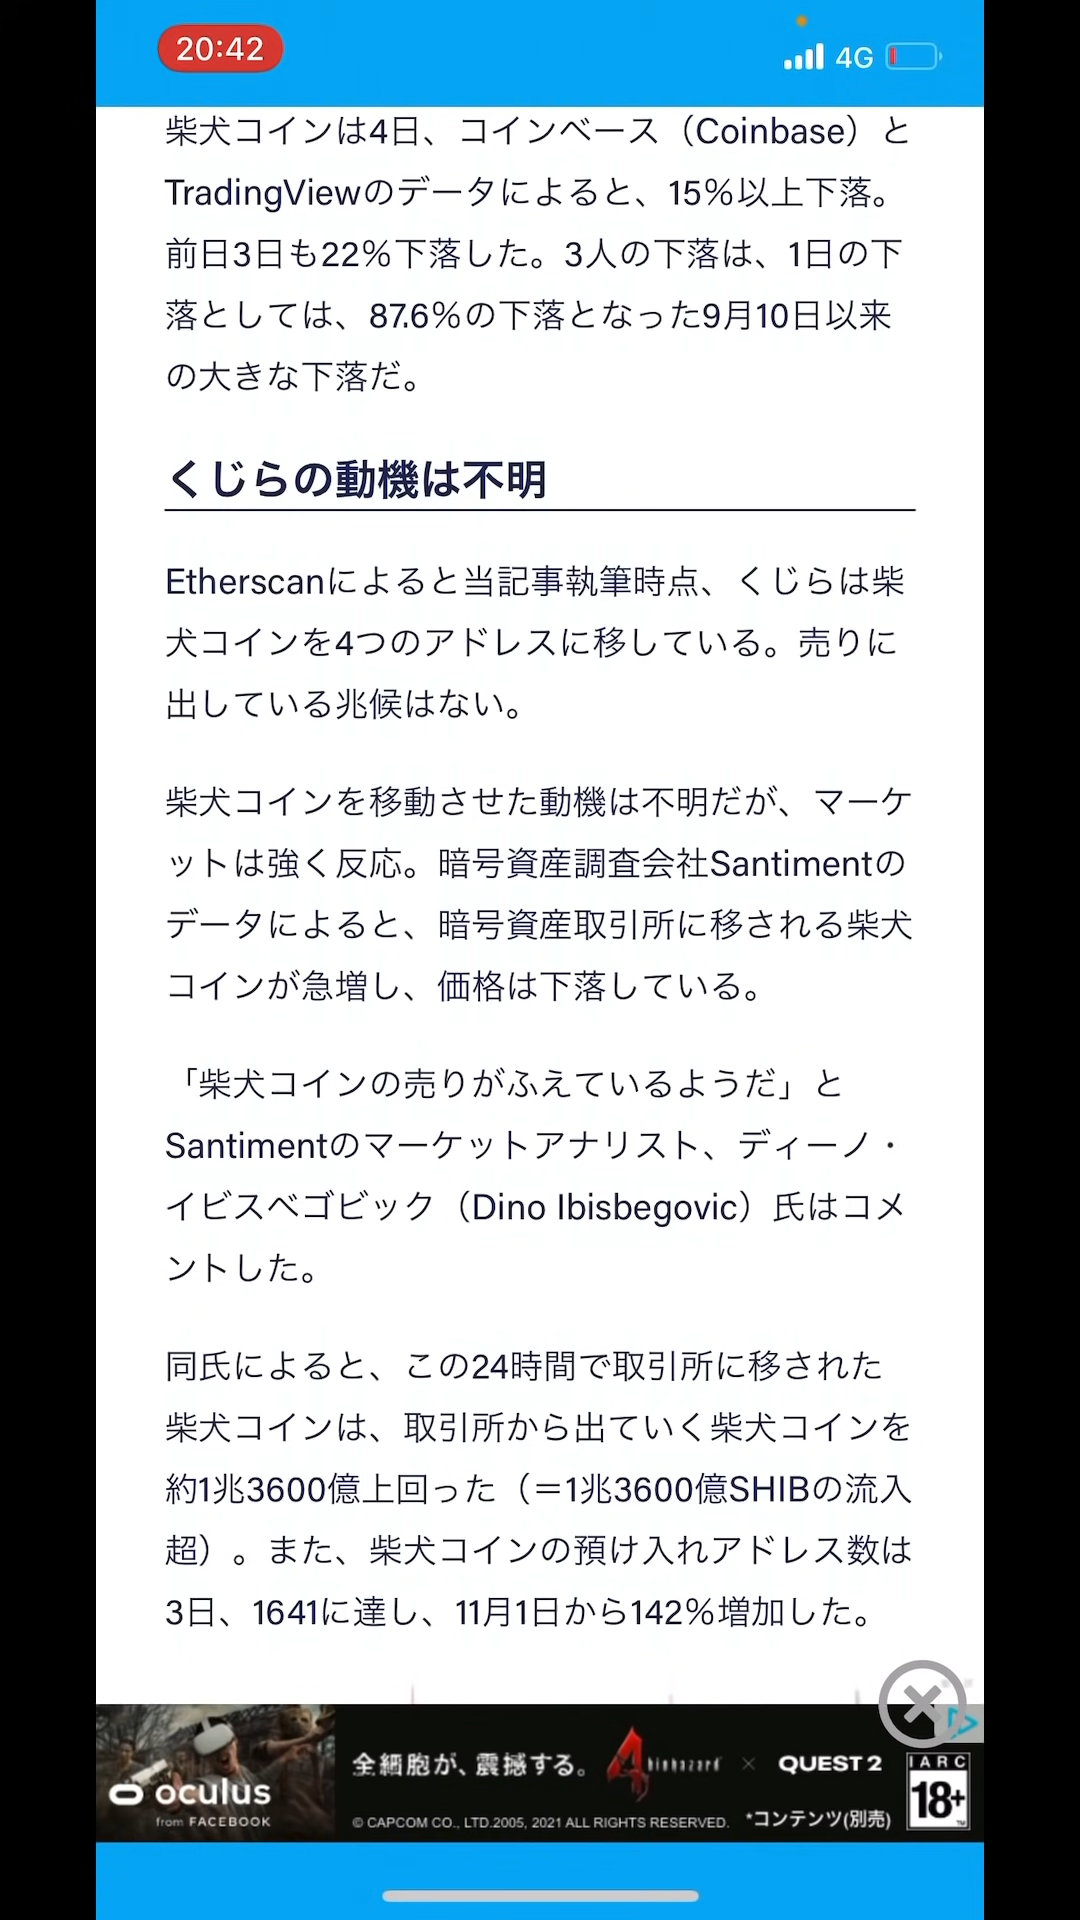 20:42
4G
柴犬コインは4日、コインベース（Coinbase）と
TradingViewのデータによると、15%以上下落。
前日3日も22%下落した。3人の下落は、1日の下
落としては、87.6%の下落となった9月10日以来
の大きな下落だ。
くじらの動機は不明
Etherscanによると当記事執筆時点、くじらは柴
犬コインを4つのアドレスに移している。売りに
出している兆候はない。
柴犬コインを移動させた動機は不明だが、マーケ
ットは強く反応。暗号資産調査会社Santimentの
データによると、暗号資産取引所に移される柴犬
コインが急増し、価格は下落している。
「柴犬コインの売りがふえているようだ」と
Santimentのマーケットアナリスト、ディーノ・
イビスベゴビック（Dino Ibisbegovic）氏はコメ
ントした。
同氏によると、この24時間で取引所に移された
柴犬コインは、取引所から出ていく柴犬コインを
約1兆3600億上回った（＝1兆3600億SHIBの流入
超）。また、柴犬コインの預け入れアドレス数は
3日、1641に達し、11月1日から142%増加した。
oculus
from FACEBOOK
全細胞が、震撼する。 4 biohazard × QUEST 2
© CAPCOM CO., LTD.2005, 2021 ALL RIGHTS RESERVED. *コンテンツ(別売)
IARC
18+